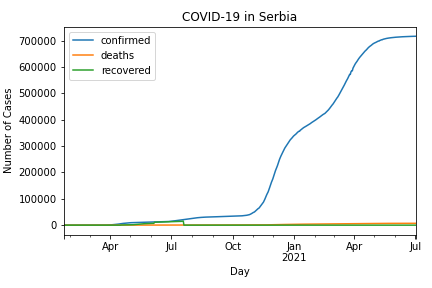 COVID-19 in Serbia
confirmed
deaths
recovered
700000
600000
500000
400000
300000
200000
100000
0
Number of Cases
Apr
Jul
Oct
Jan
2021
Apr
Jul
Day